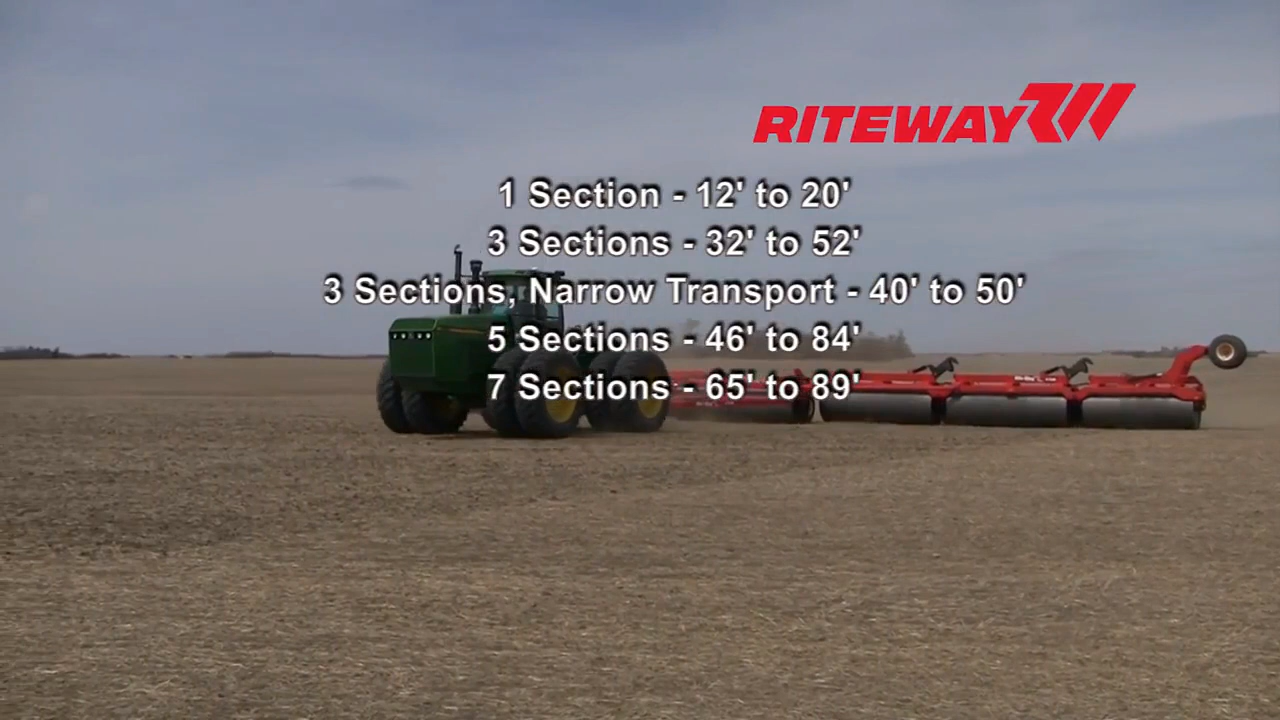 RITEWAY
1 Section - 12' to 20'
3 Sections - 32' to 52'
3 Sections, Narrow Transport - 40' to 50'
5 Sections - 46' to 84'
7 Sections - 65' to 89'